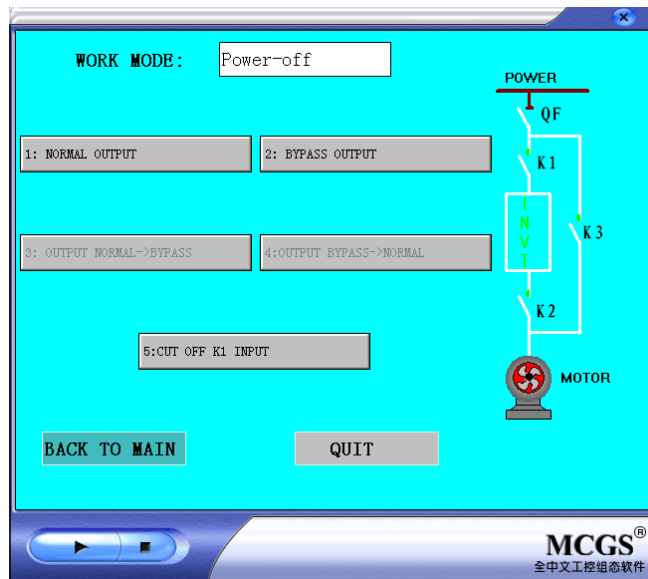 WORK MODE: Power-off
POWER
QF
1: NORMAL OUTPUT
2: BYPASS OUTPUT
K1
INVT
K3
3: OUTPUT NORMAL->BYPASS
4:OUTPUT BYPASS->NORMAL
K2
5:CUT OFF K1 INPUT
MOTOR
BACK TO MAIN
QUIT
MCGS®
全中文工控组态软件